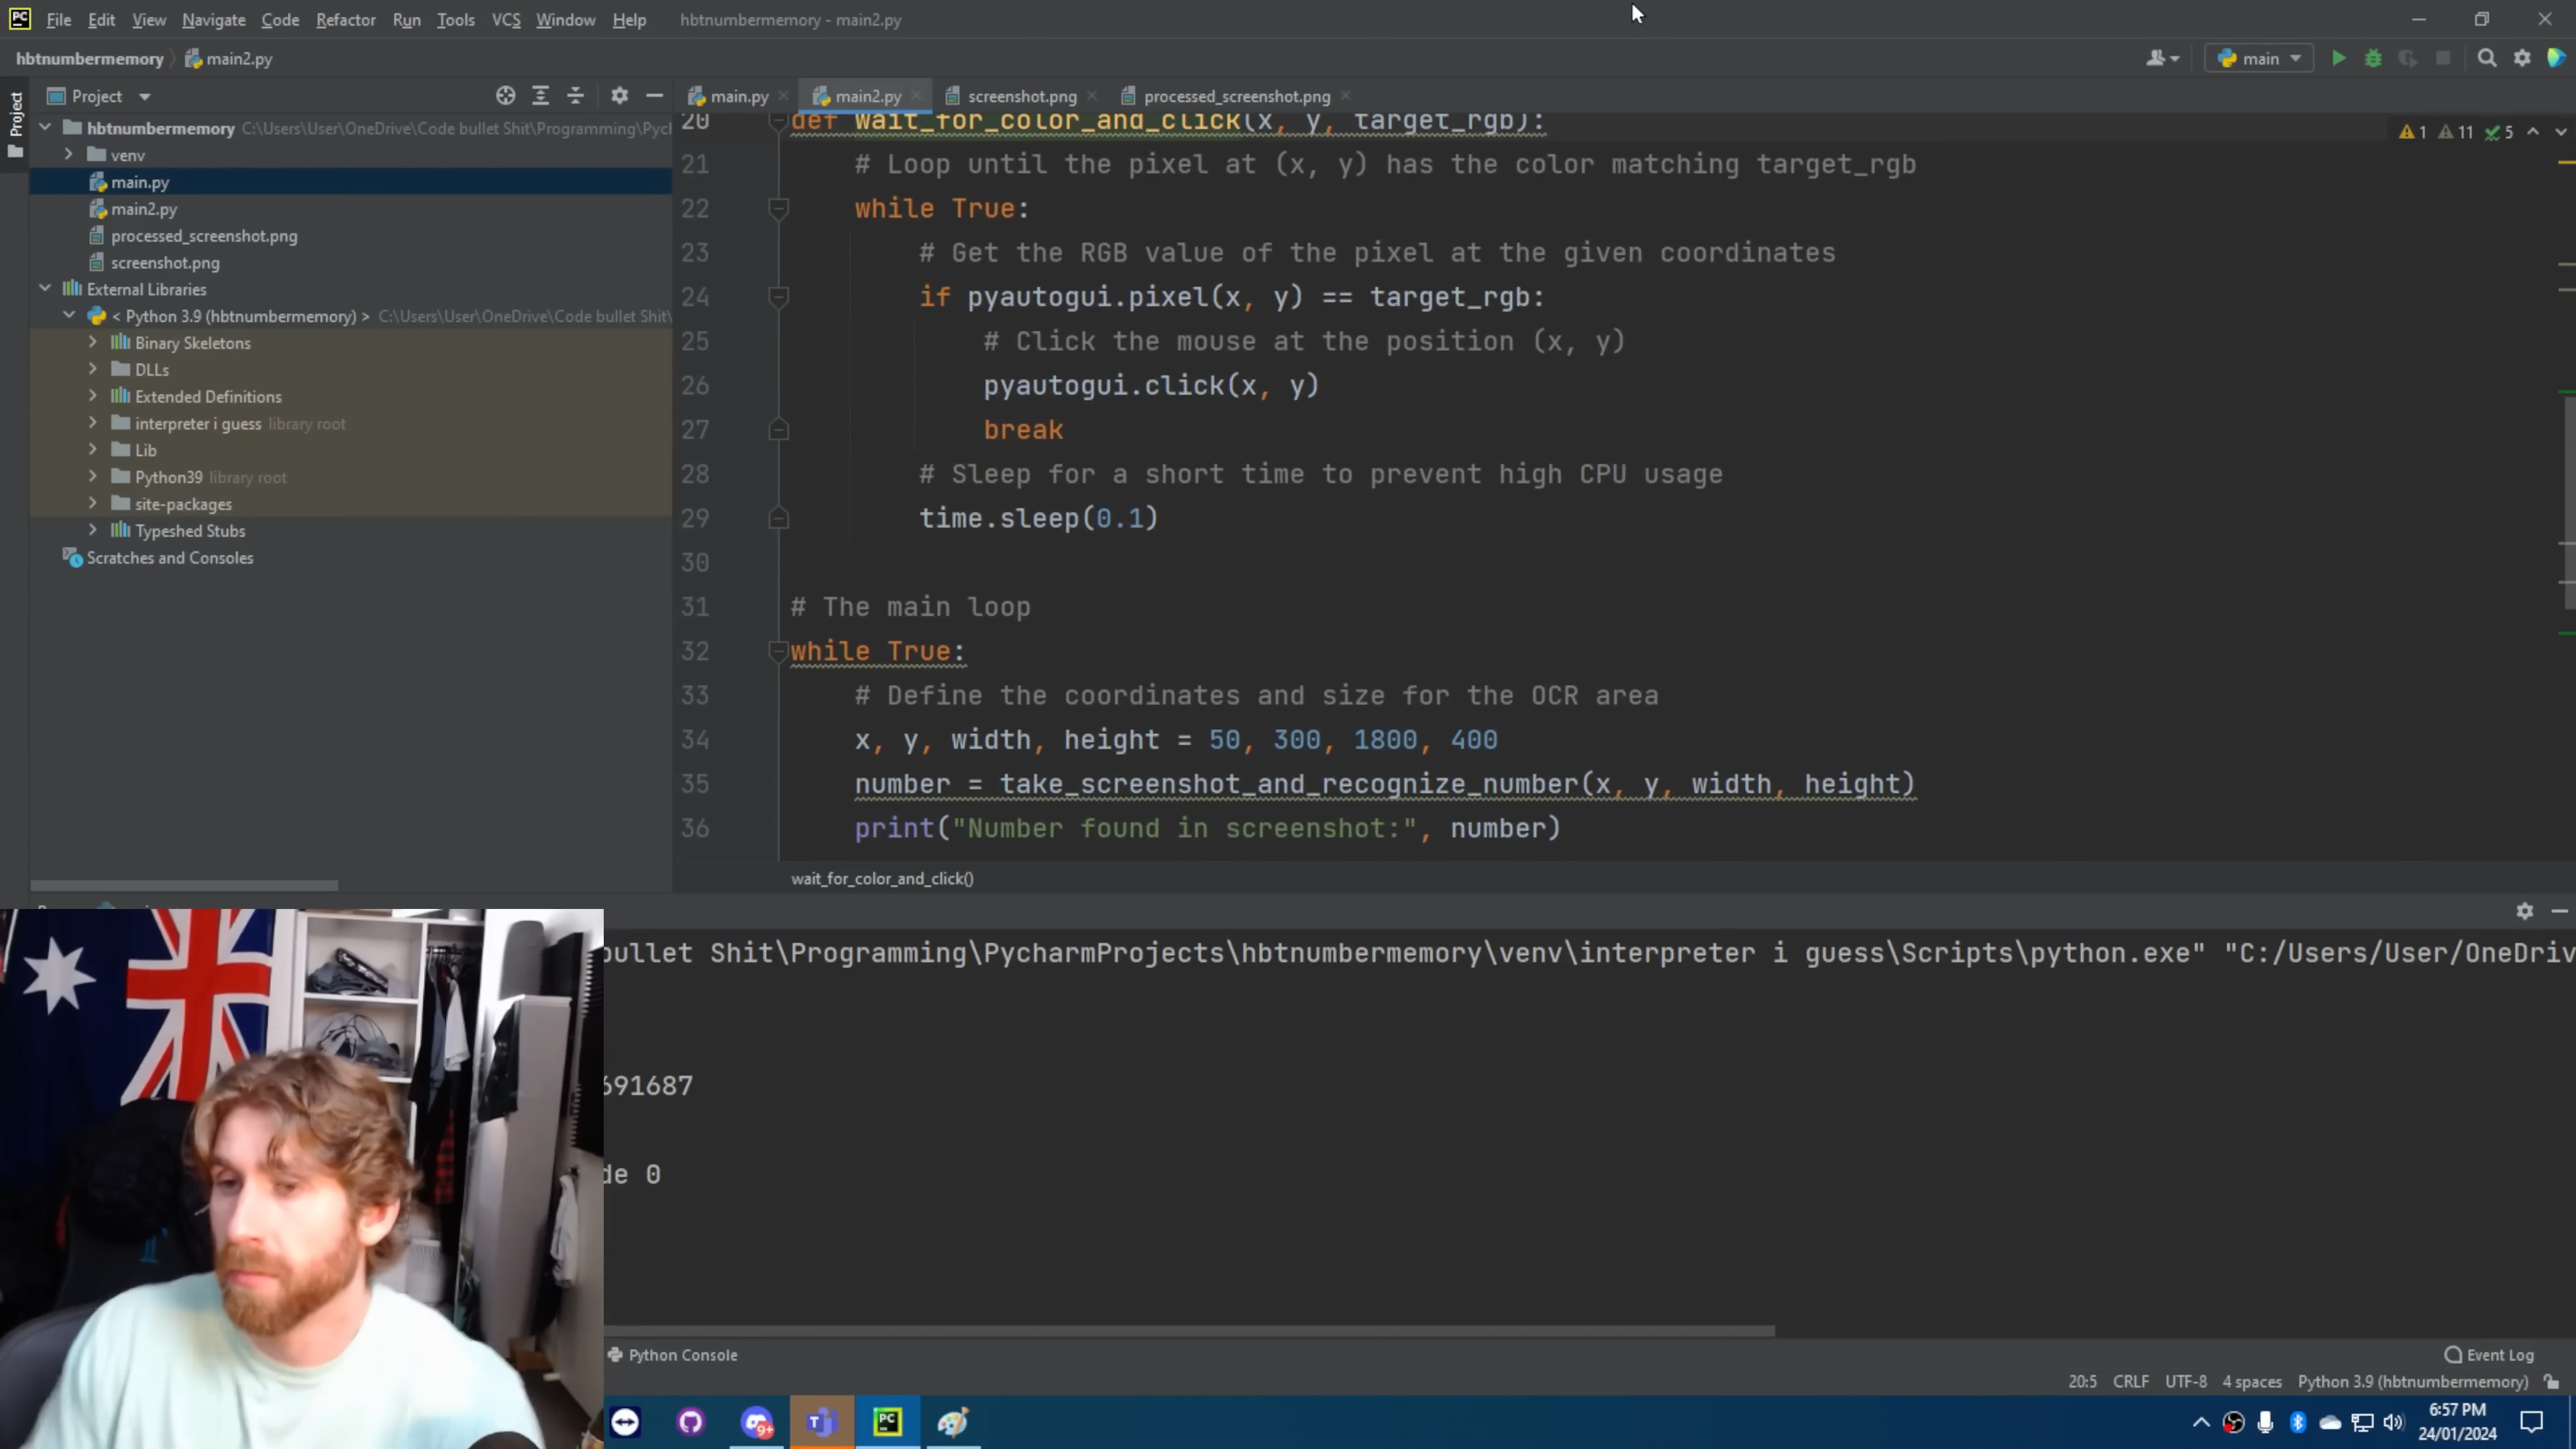 PC File Edit View Navigate Code Refactor Run Tools VCS Window Help hbtnumbermemory - main2.py
hbtnumbermemory main2.py main
Project
Project
main.py main2.py screenshot.png processed_screenshot.png
hbtnumbermemory C:\Users\User\OneDrive\Code bullet Shit\Programming\Pycl
venv
main.py
main2.py
processed_screenshot.png
screenshot.png
External Libraries
< Python 3.9 (hbtnumbermemory) > C:\Users\User\OneDrive\Code bullet Shit\
Binary Skeletons
DLLs
Extended Definitions
interpreter i guess library root
Lib
Python39 library root
site-packages
Typeshed Stubs
Scratches and Consoles
1 11 5
20 def wait_for_color_and_click(x, y, target_rgb):
21 # Loop until the pixel at (x, y) has the color matching target_rgb
22 while True:
23 # Get the RGB value of the pixel at the given coordinates
24 if pyautogui.pixel(x, y) == target_rgb:
25 # Click the mouse at the position (x, y)
26 pyautogui.click(x, y)
27 break
28 # Sleep for a short time to prevent high CPU usage
29 time.sleep(0.1)
30
31 # The main loop
32 while True:
33 # Define the coordinates and size for the OCR area
34 x, y, width, height = 50, 300, 1800, 400
35 number = take_screenshot_and_recognize_number(x, y, width, height)
36 print("Number found in screenshot:", number)
wait_for_color_and_click()
bullet Shit\Programming\PycharmProjects\hbtnumbermemory\venv\interpreter i guess\Scripts\python.exe" "C:/Users/User/OneDriv
691687
de 0
Python Console Event Log
20:5 CRLF UTF-8 4 spaces Python 3.9 (hbtnumbermemory)
9+ PC
6:57 PM
24/01/2024